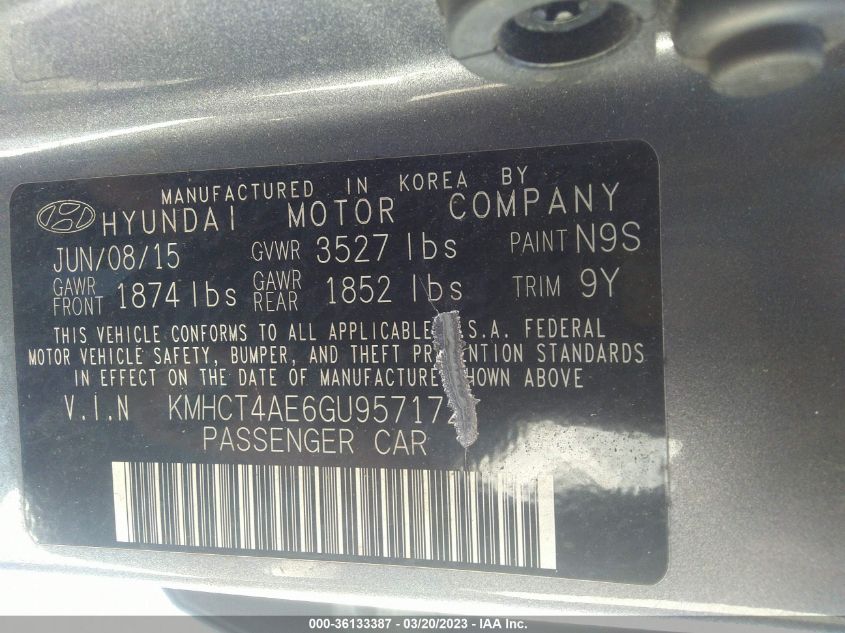 MANUFACTURED IN KOREA BY
HYUNDAI MOTOR COMPANY
JUN/08/15 GVWR 3527 lbs PAINT N9S
GAWR FRONT 1874 lbs GAWR REAR 1852 lbs TRIM 9Y
THIS VEHICLE CONFORMS TO ALL APPLICABLE .S.A. FEDERAL
MOTOR VEHICLE SAFETY, BUMPER, AND THEFT STANDARDS
IN EFFECT ON THE DATE OF MANUFACTURE ABOVE
V.I.N
PASSENGER CAR
000-36133387 - 03/20/2023 - IAA Inc.